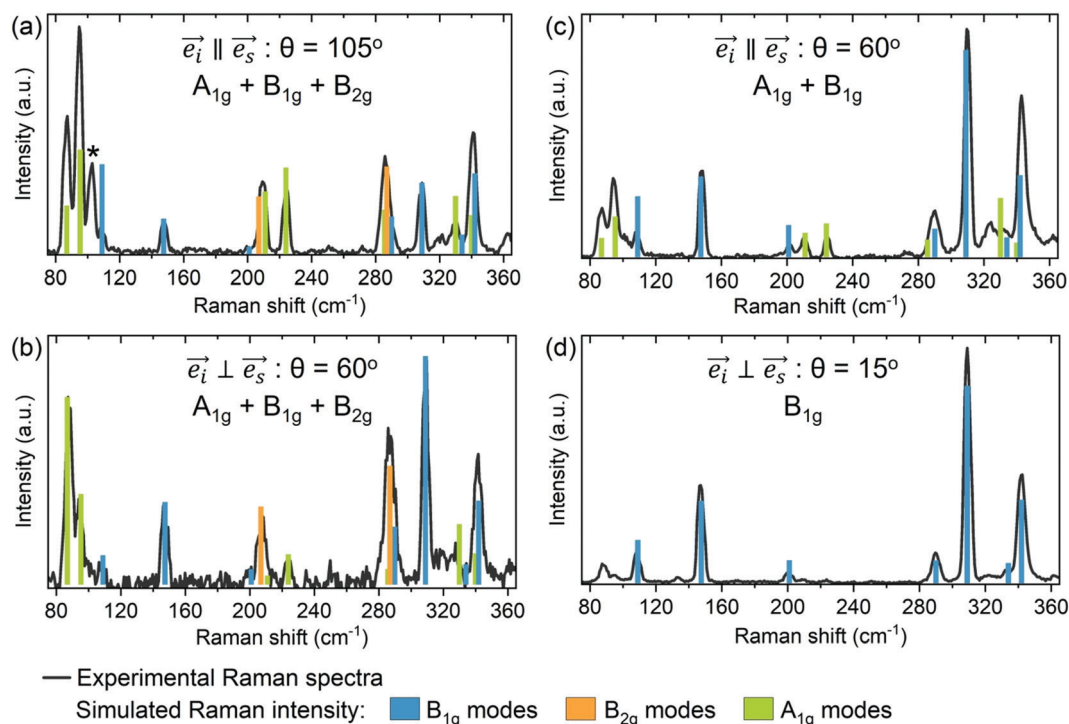 (a)
e⃗i ∥ e⃗s : θ = 105°
A1g + B1g + B2g
*
Intensity (a.u.)
80 120 160 200 240 280 320 360
Raman shift (cm-1)
(c)
e⃗i ∥ e⃗s : θ = 60°
A1g + B1g
Intensity (a.u.)
80 120 160 200 240 280 320 360
Raman shift (cm-1)
(b)
e⃗i ⊥ e⃗s : θ = 60°
A1g + B1g + B2g
Intensity (a.u.)
80 120 160 200 240 280 320 360
Raman shift (cm-1)
(d)
e⃗i ⊥ e⃗s : θ = 15°
B1g
Intensity (a.u.)
80 120 160 200 240 280 320 360
Raman shift (cm-1)
Experimental Raman spectra
Simulated Raman intensity: B1g modes B2g modes A1g modes